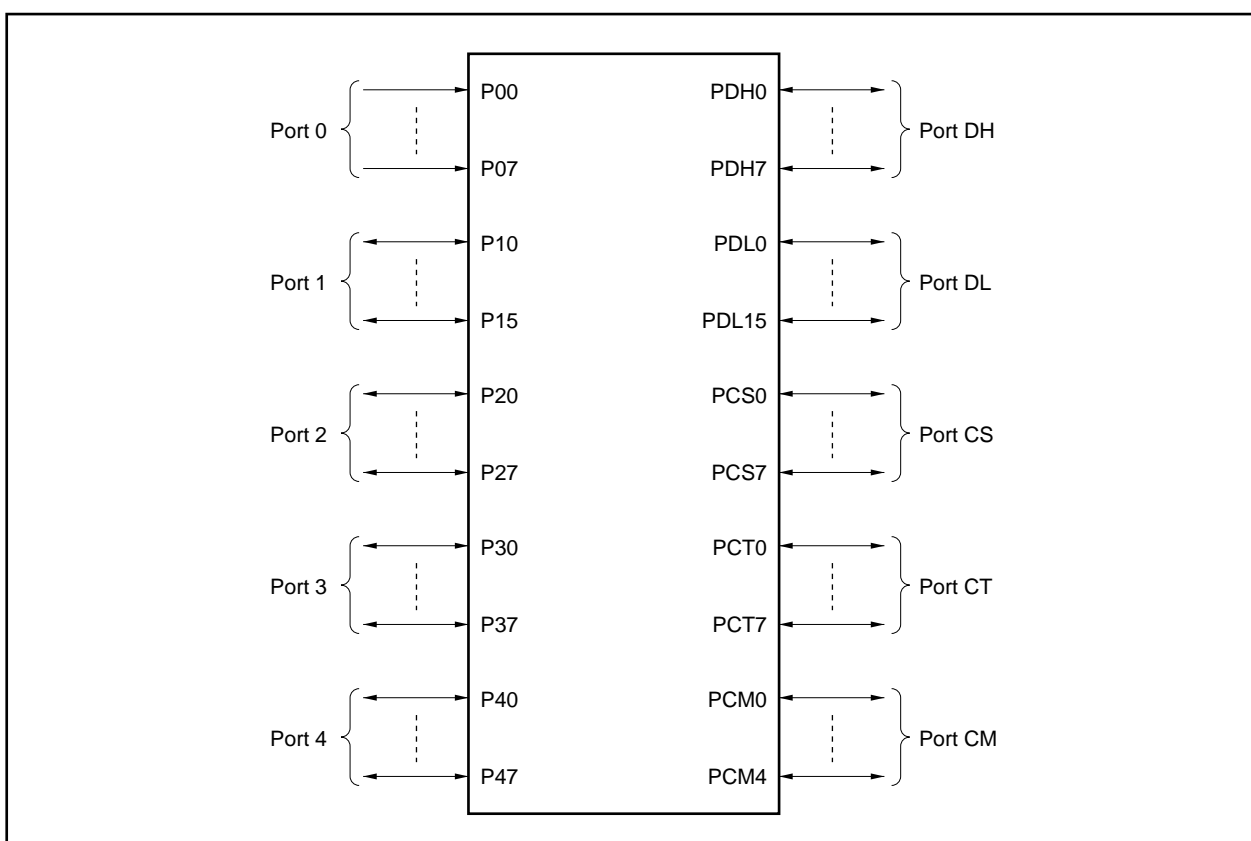 Port 0
P00
P07
Port 1
P10
P15
Port 2
P20
P27
Port 3
P30
P37
Port 4
P40
P47
PDH0
PDH7
Port DH
PDL0
PDL15
Port DL
PCS0
PCS7
Port CS
PCT0
PCT7
Port CT
PCM0
PCM4
Port CM